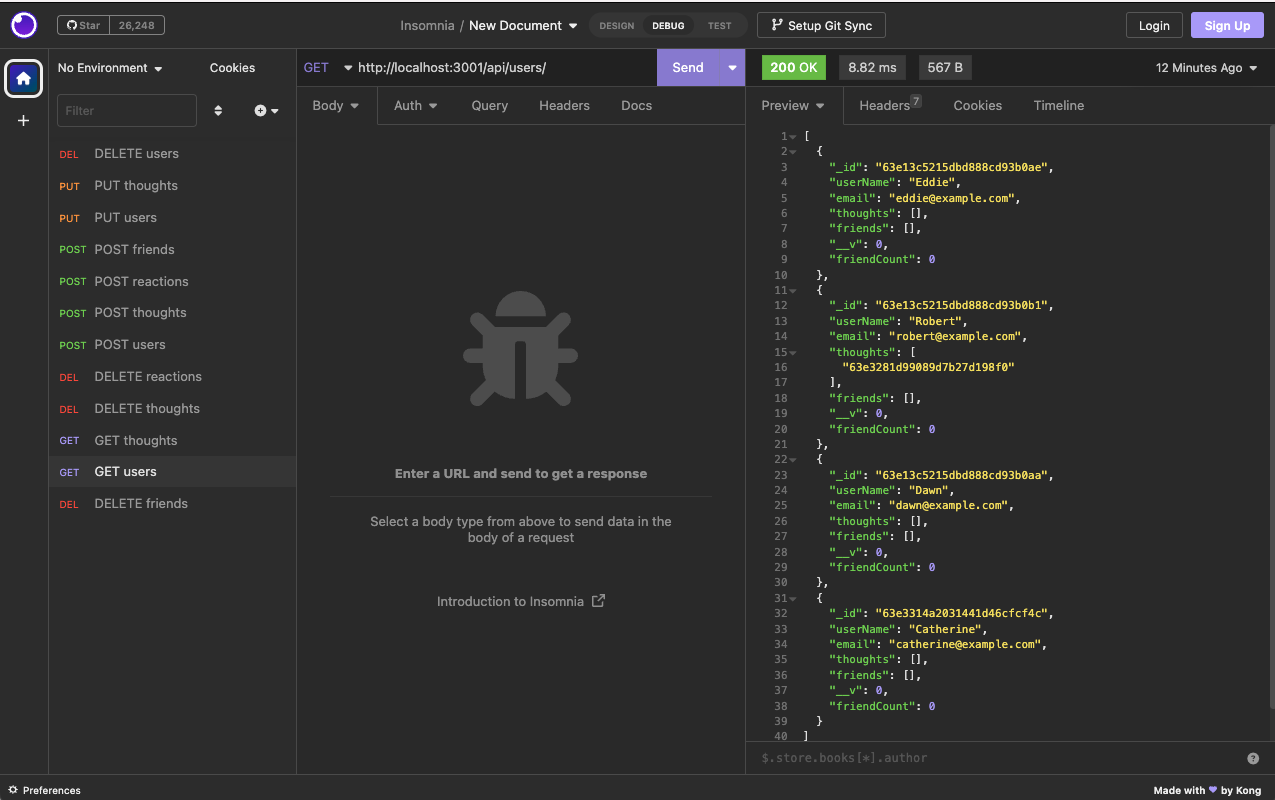 Star 26,248
Insomnia / New Document
DESIGN DEBUG TEST
Setup Git Sync
Login
Sign Up
No Environment
Cookies
Filter
DEL DELETE users
PUT PUT thoughts
PUT PUT users
POST POST friends
POST POST reactions
POST POST thoughts
POST POST users
DEL DELETE reactions
DEL DELETE thoughts
GET GET thoughts
GET GET users
DEL DELETE friends
Preferences
GET http://localhost:3001/api/users/
Send
Body Auth Query Headers Docs
Enter a URL and send to get a response
Select a body type from above to send data in the
body of a request
Introduction to Insomnia
200 OK 8.82 ms 567 B 12 Minutes Ago
Preview Headers 7 Cookies Timeline
1 [
2 {
3 "_id": "63e13c5215dbd888cd93b0ae",
4 "userName": "Eddie",
5 "email": "eddie@example.com",
6 "thoughts": [],
7 "friends": [],
8 "__v": 0,
9 "friendCount": 0
10 },
11 {
12 "_id": "63e13c5215dbd888cd93b0b1",
13 "userName": "Robert",
14 "email": "robert@example.com",
15 "thoughts": [
16 "63e3281d99089d7b27d198f0"
17 ],
18 "friends": [],
19 "__v": 0,
20 "friendCount": 0
21 },
22 {
23 "_id": "63e13c5215dbd888cd93b0aa",
24 "userName": "Dawn",
25 "email": "dawn@example.com",
26 "thoughts": [],
27 "friends": [],
28 "__v": 0,
29 "friendCount": 0
30 },
31 {
32 "_id": "63e3314a2031441d46cfcf4c",
33 "userName": "Catherine",
34 "email": "catherine@example.com",
35 "thoughts": [],
36 "friends": [],
37 "__v": 0,
38 "friendCount": 0
39 }
40 ]
$.store.books[*].author
Made with ♥ by Kong